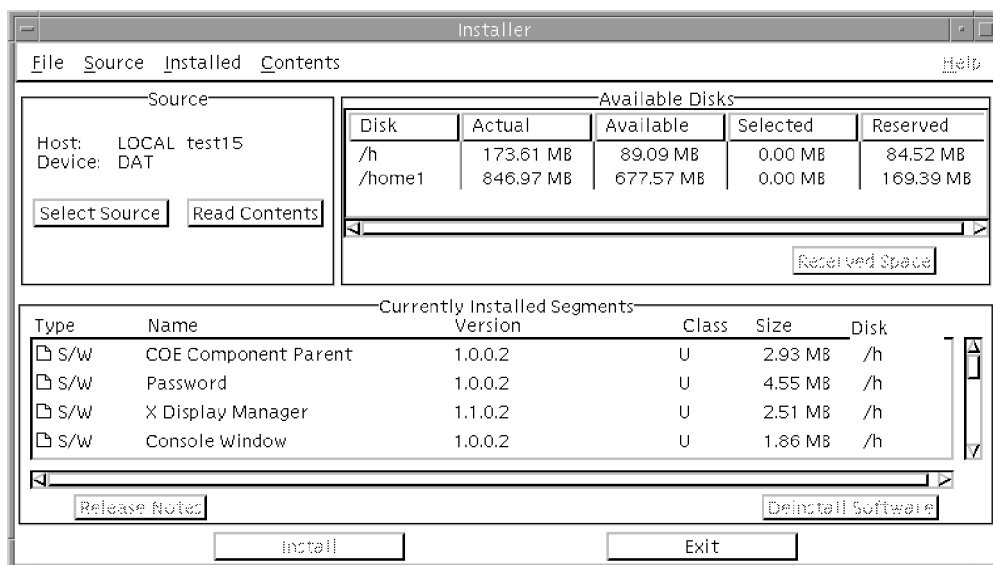 Installer
File Source Installed Contents Help
Source
Host: LOCAL test15
Device: DAT
Select Source Read Contents
Available Disks
Disk Actual Available Selected Reserved
/h 173.61 MB 89.09 MB 0.00 MB 84.52 MB
/home1 846.97 MB 677.57 MB 0.00 MB 169.39 MB
Reserved Space
Currently Installed Segments
Type Name Version Class Size Disk
S/W COE Component Parent 1.0.0.2 U 2.93 MB /h
S/W Password 1.0.0.2 U 4.55 MB /h
S/W X Display Manager 1.1.0.2 U 2.51 MB /h
S/W Console Window 1.0.0.2 U 1.86 MB /h
Release Notes Deinstall Software
Install Exit